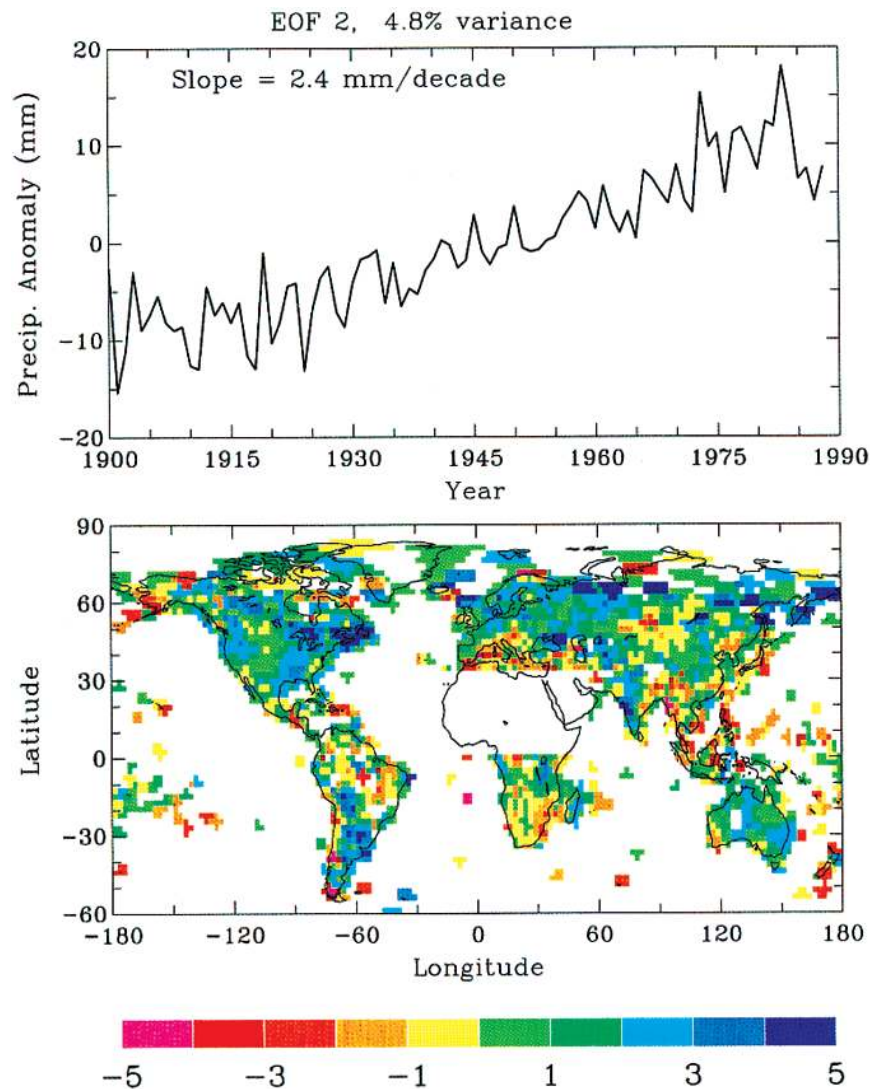 EOF 2, 4.8% variance
Slope = 2.4 mm/decade
Precip. Anomaly (mm)
20
10
0
-10
-20
1900 1915 1930 1945 1960 1975 1990
Year
Latitude
90
60
30
0
-30
-60
-180 -120 -60 0 60 120 180
Longitude
-5 -3 -1 1 3 5